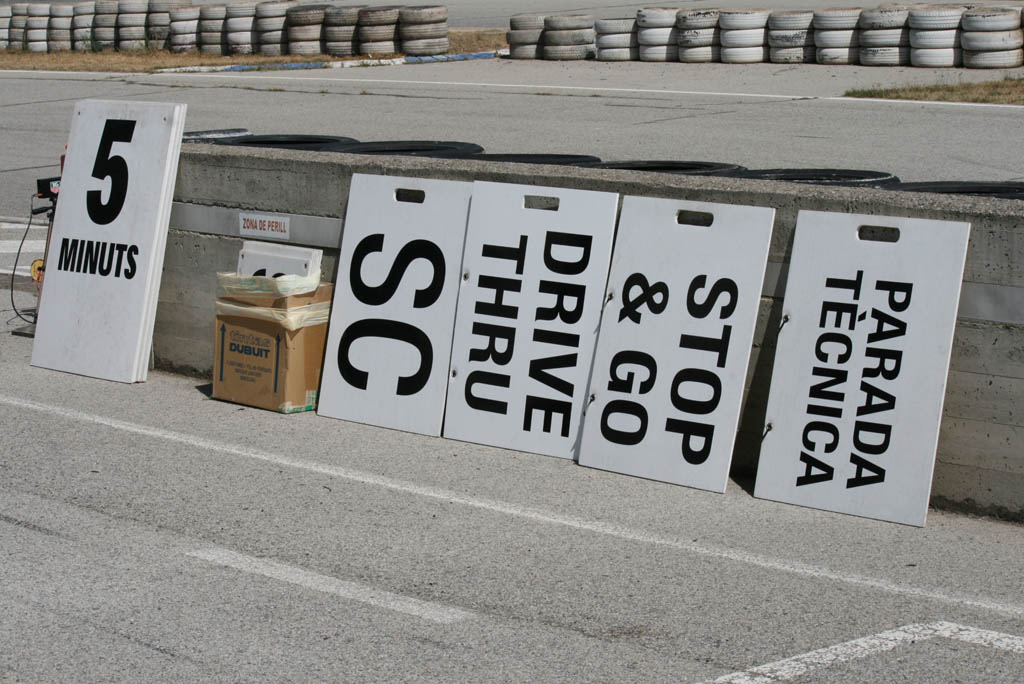 5
MINUTS
ZONA DE PERILL
DUBUIT
SC
DRIVE
THRU
STOP
& GO
PARADA
TÈCNICA